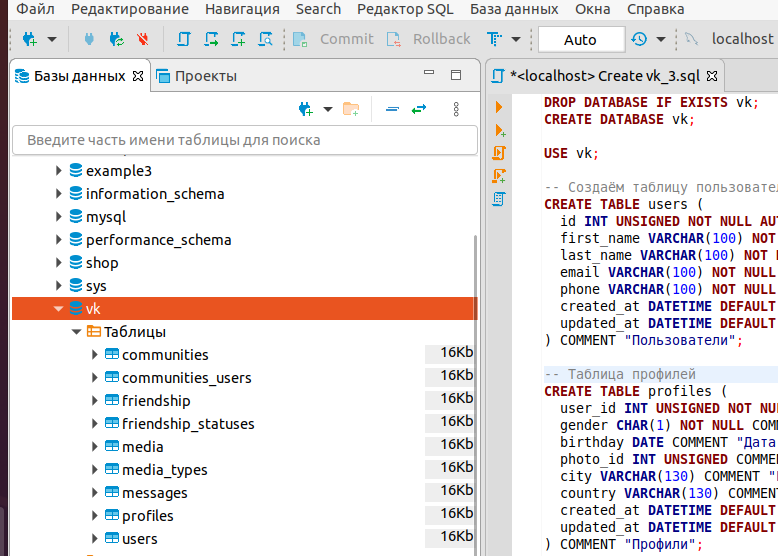 Файл Редактирование Навигация Search Редактор SQL База данных Окна Справка
Commit Rollback Auto localhost
Базы данных Проекты
*<localhost> Create vk_3.sql
Введите часть имени таблицы для поиска
example3
information_schema
mysql
performance_schema
shop
sys
vk
Таблицы
communities 16Kb
communities_users 16Kb
friendship 16Kb
friendship_statuses 16Kb
media 16Kb
media_types 16Kb
messages 16Kb
profiles 16Kb
users 16Kb
DROP DATABASE IF EXISTS vk;
CREATE DATABASE vk;
USE vk;
-- Создаём таблицу пользовател
CREATE TABLE users (
id INT UNSIGNED NOT NULL AUT
first_name VARCHAR(100) NOT
last_name VARCHAR(100) NOT N
email VARCHAR(100) NOT NULL
phone VARCHAR(100) NOT NULL
created_at DATETIME DEFAULT
updated_at DATETIME DEFAULT
) COMMENT "Пользователи";
-- Таблица профилей
CREATE TABLE profiles (
user_id INT UNSIGNED NOT NUL
gender CHAR(1) NOT NULL COMM
birthday DATE COMMENT "Дата
photo_id INT UNSIGNED COMMEN
city VARCHAR(130) COMMENT "
country VARCHAR(130) COMMENT
created_at DATETIME DEFAULT
updated_at DATETIME DEFAULT
) COMMENT "Профили";